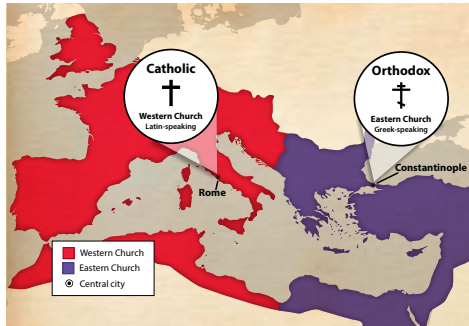 Catholic
Western Church
Latin-speaking
Orthodox
Eastern Church
Greek-speaking
Constantinople
Rome
Western Church
Eastern Church
Central city